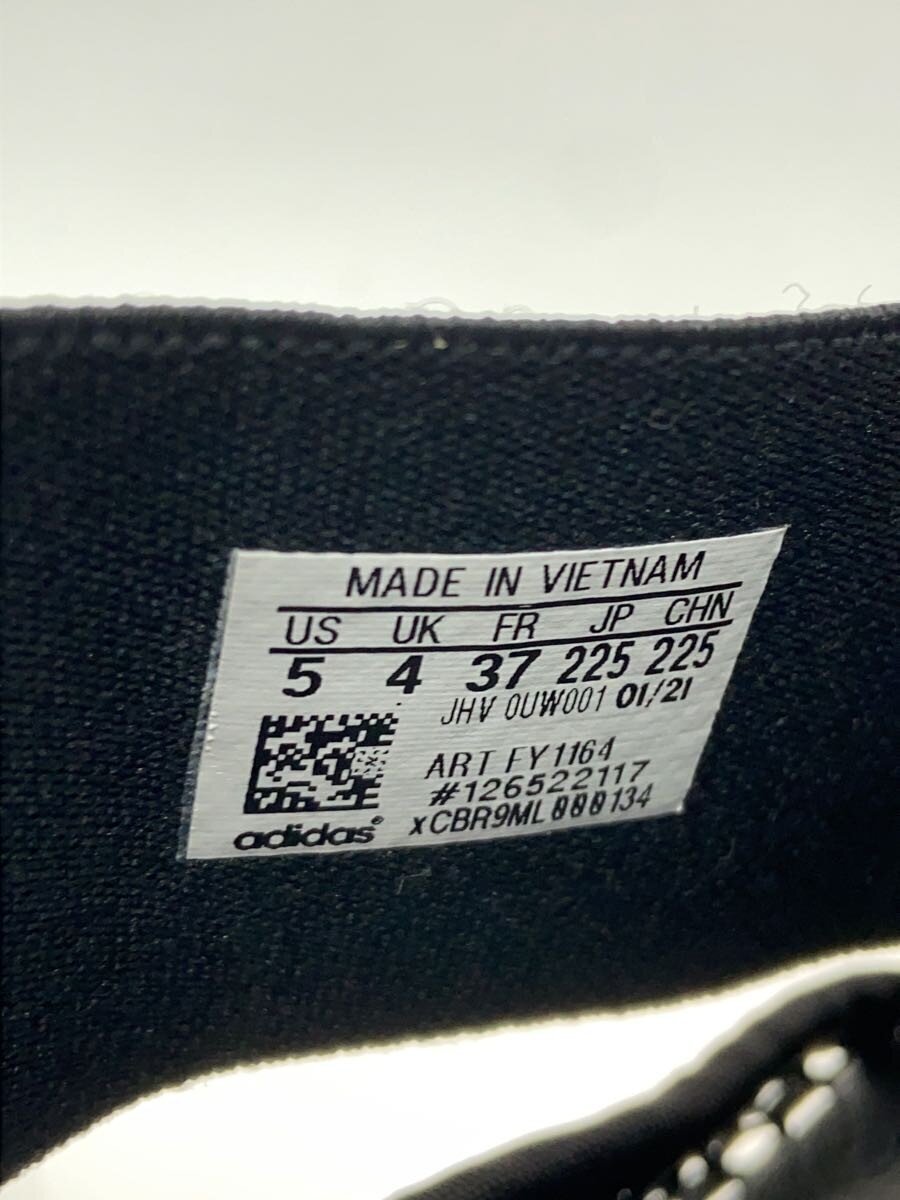 MADE IN VIETNAM
US UK FR JP CHN
5 4 37 225 225
JHV 0UW001 01/21
ART FY1164
#126522117
xCBR9ML000134
adidas®